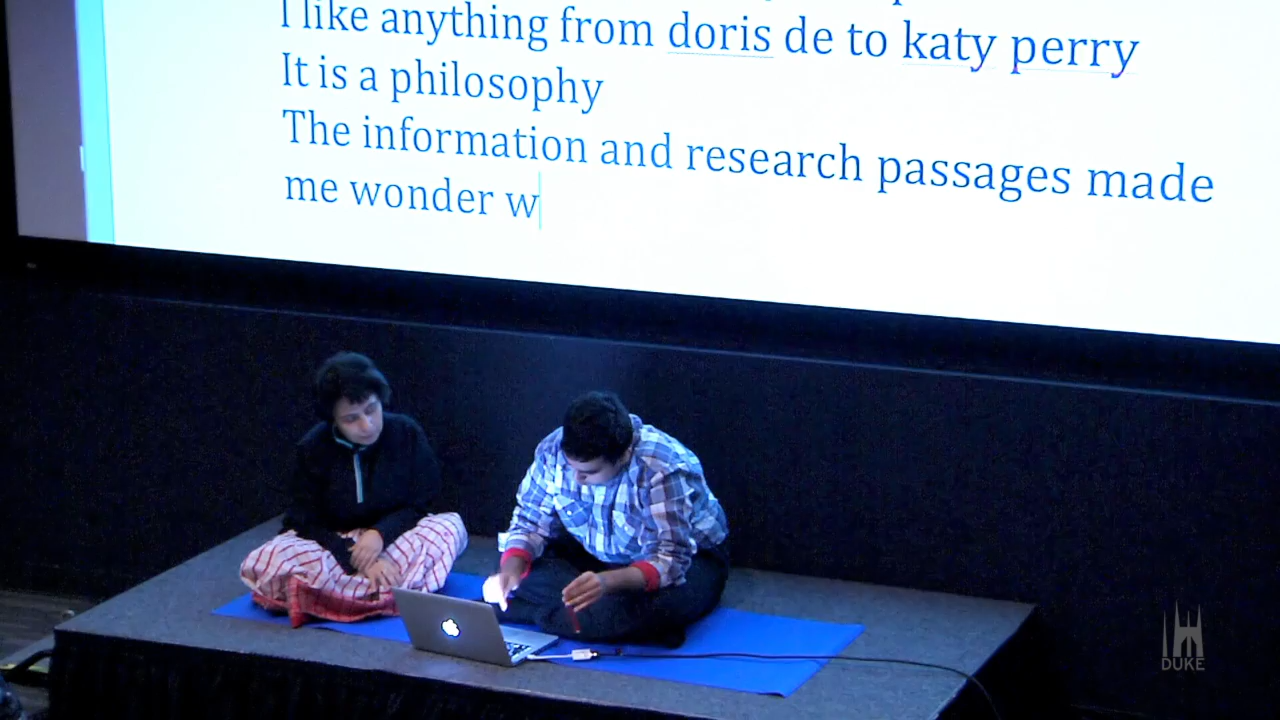 I like anything from doris de to katy perry
It is a philosophy
The information and research passages made
me wonder w
DUKE